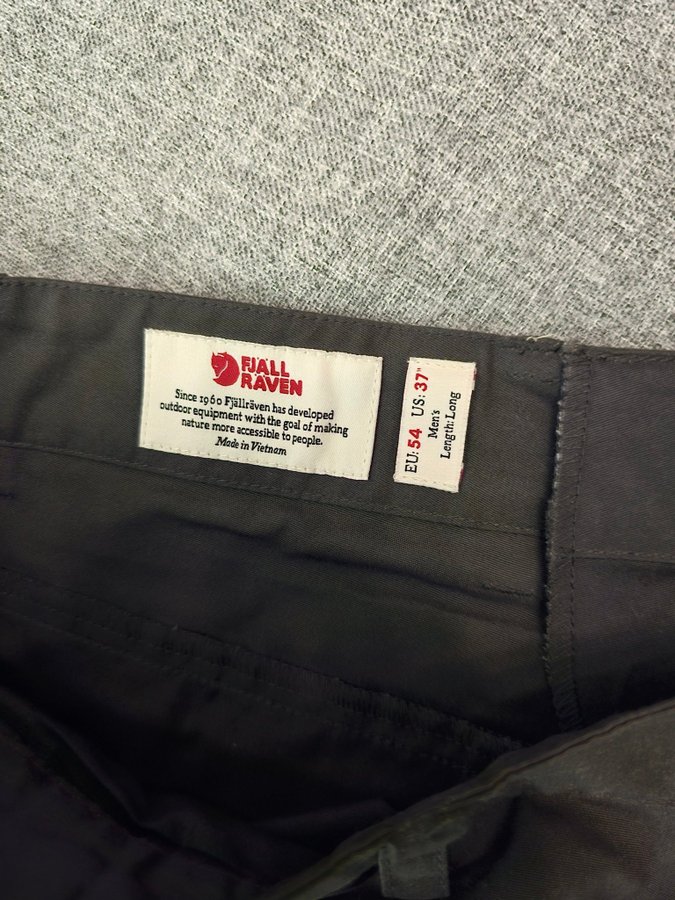 FJÄLL
RÄVEN
Since 1960 Fjällräven has developed
outdoor equipment with the goal of making
nature more accessible to people.
Made in Vietnam
EU: 54 US: 37"
Men's
Length: Long